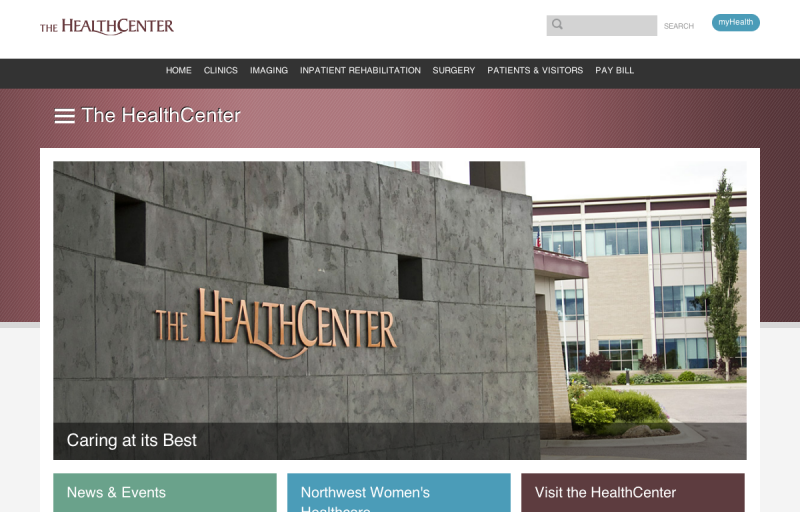 THE HEALTHCENTER
SEARCH
myHealth
HOME CLINICS IMAGING INPATIENT REHABILITATION SURGERY PATIENTS & VISITORS PAY BILL
The HealthCenter
THE HEALTHCENTER
Caring at its Best
News & Events
Northwest Women's
Healthcare
Visit the HealthCenter